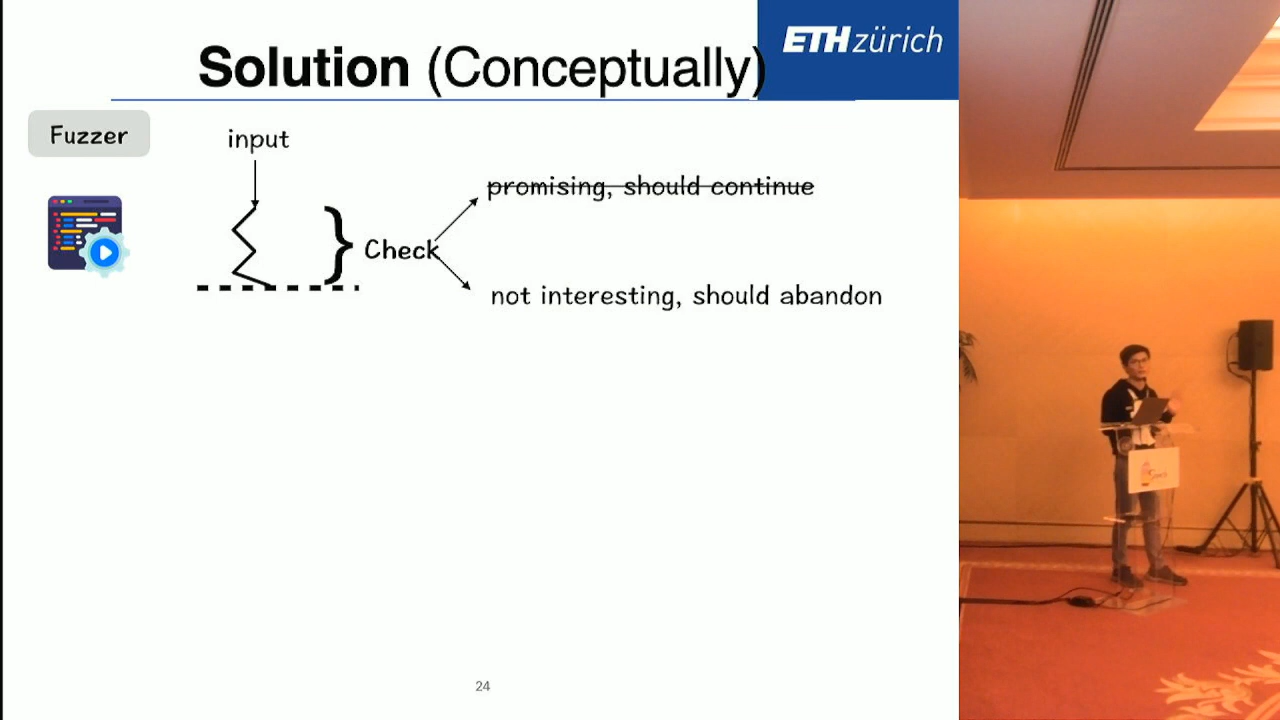 Solution (Conceptually)
ETH zürich
Fuzzer
input
promising, should continue
Check
not interesting, should abandon
24